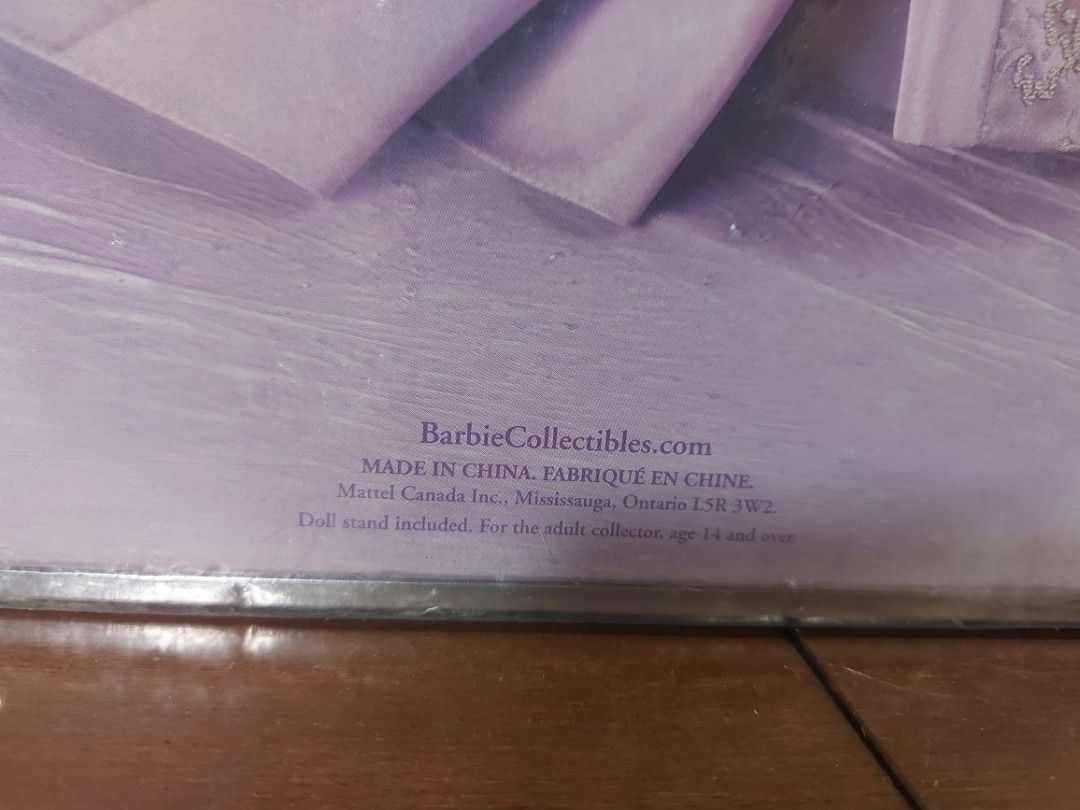 BarbieCollectibles.com
MADE IN CHINA. FABRIQUÉ EN CHINE.
Mattel Canada Inc., Mississauga, Ontario L5R 3W2.
Doll stand included. For the adult collector, age 14 and over.